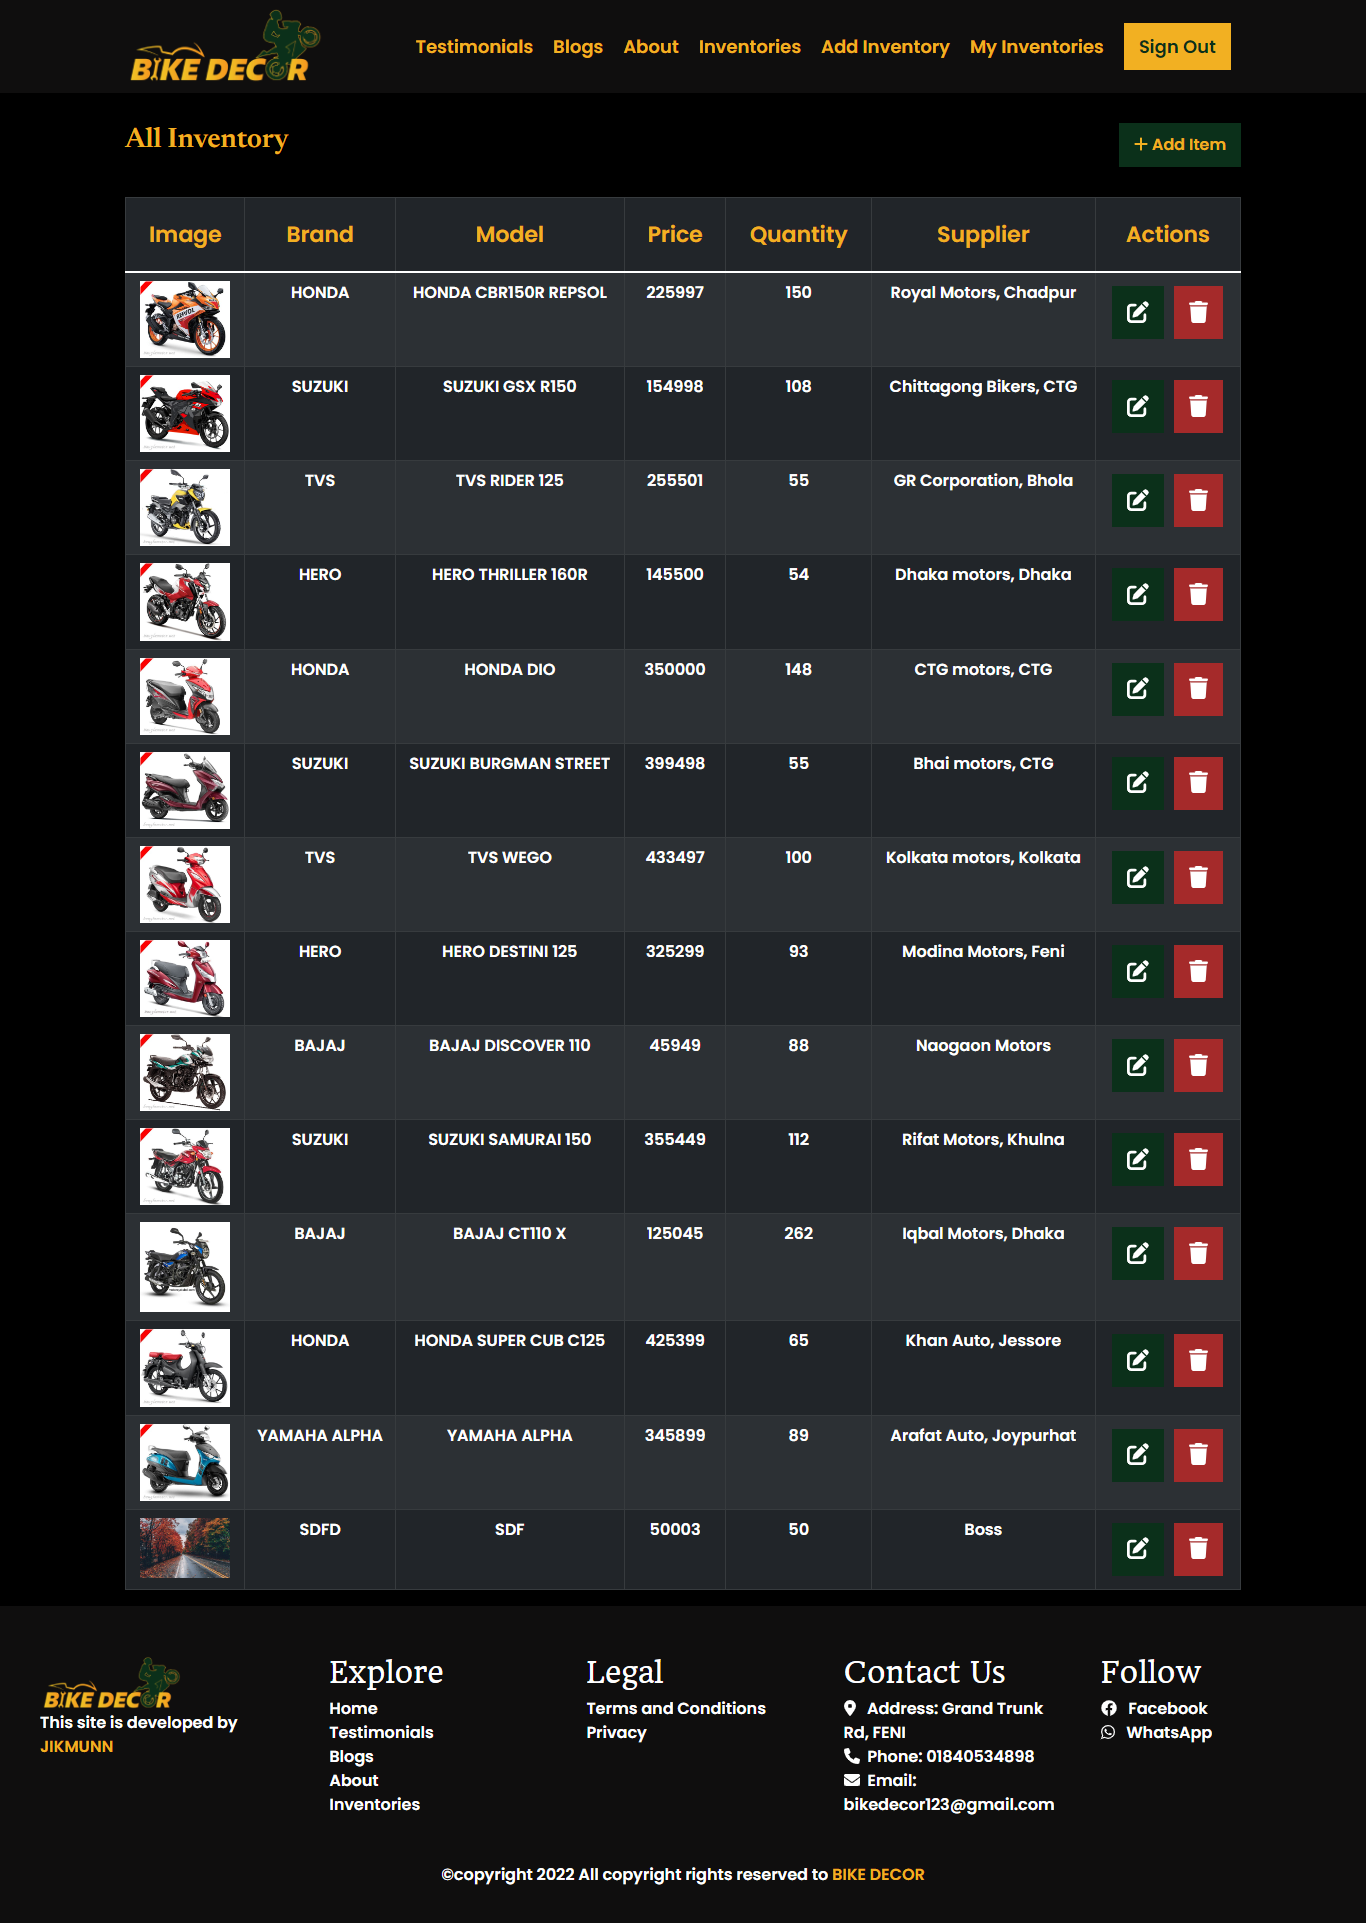 BIKE DECOR
Testimonials Blogs About Inventories Add Inventory My Inventories Sign Out
All Inventory
+ Add Item
Image Brand Model Price Quantity Supplier Actions
HONDA HONDA CBR150R REPSOL 225997 150 Royal Motors, Chadpur
SUZUKI SUZUKI GSX R150 154998 108 Chittagong Bikers, CTG
TVS TVS RIDER 125 255501 55 GR Corporation, Bhola
HERO HERO THRILLER 160R 145500 54 Dhaka motors, Dhaka
HONDA HONDA DIO 350000 148 CTG motors, CTG
SUZUKI SUZUKI BURGMAN STREET 399498 55 Bhai motors, CTG
TVS TVS WEGO 433497 100 Kolkata motors, Kolkata
HERO HERO DESTINI 125 325299 93 Modina Motors, Feni
BAJAJ BAJAJ DISCOVER 110 45949 88 Naogaon Motors
SUZUKI SUZUKI SAMURAI 150 355449 112 Rifat Motors, Khulna
BAJAJ BAJAJ CT110 X 125045 262 Iqbal Motors, Dhaka
HONDA HONDA SUPER CUB C125 425399 65 Khan Auto, Jessore
YAMAHA ALPHA YAMAHA ALPHA 345899 89 Arafat Auto, Joypurhat
SDFD SDF 50003 50 Boss
BIKE DECOR
This site is developed by
JIKMUNN
Explore
Home
Testimonials
Blogs
About
Inventories
Legal
Terms and Conditions
Privacy
Contact Us
Address: Grand Trunk
Rd, FENI
Phone: 01840534898
Email:
bikedecor123@gmail.com
Follow
Facebook
WhatsApp
©copyright 2022 All copyright rights reserved to BIKE DECOR